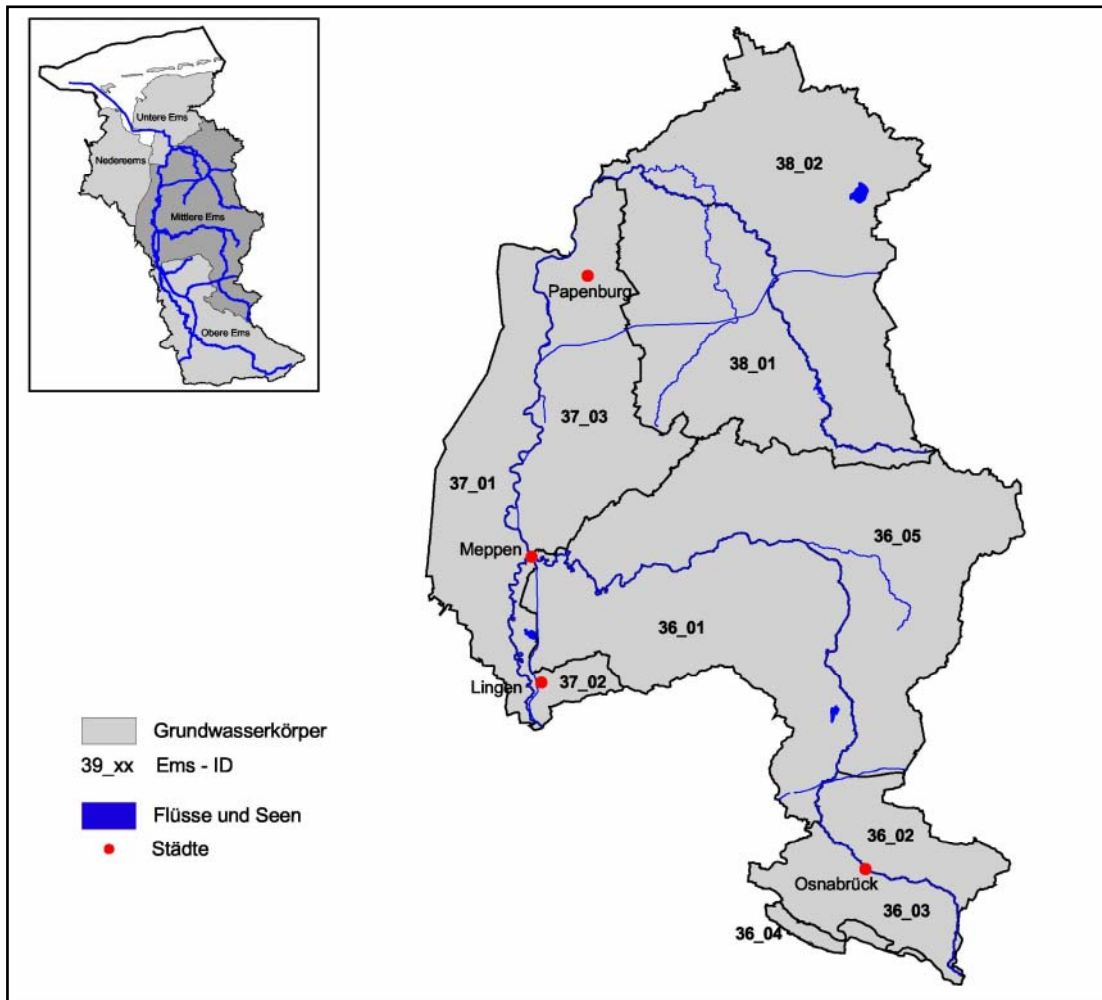 Untere Ems
Nedereems
Mittlere Ems
Obere Ems
38_02
Papenburg
38_01
37_03
37_01
36_05
Meppen
36_01
Lingen
37_02
Grundwasserkörper
39_xx Ems - ID
Flüsse und Seen
Städte
36_02
Osnabrück
36_03
36_04